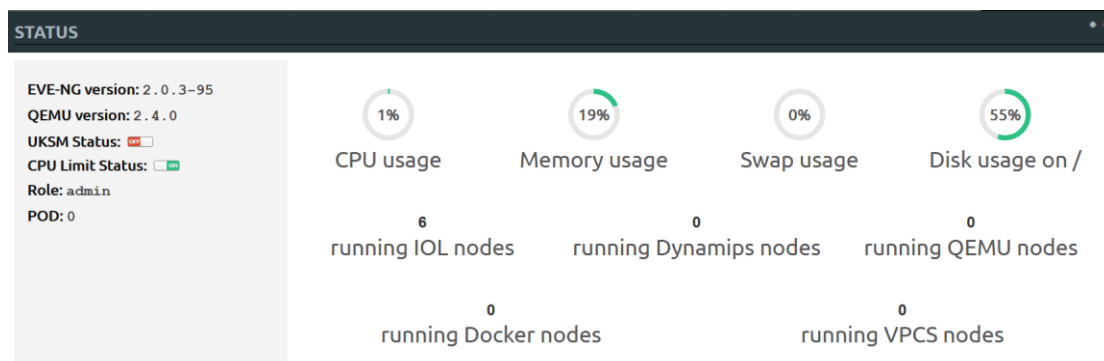 STATUS
EVE-NG version: 2.0.3-95
QEMU version: 2.4.0
UKSM Status: OFF
CPU Limit Status: ON
Role: admin
POD: 0
1% 19% 0% 55%
CPU usage Memory usage Swap usage Disk usage on /
6 0 0
running IOL nodes running Dynamips nodes running QEMU nodes
0 0
running Docker nodes running VPCS nodes